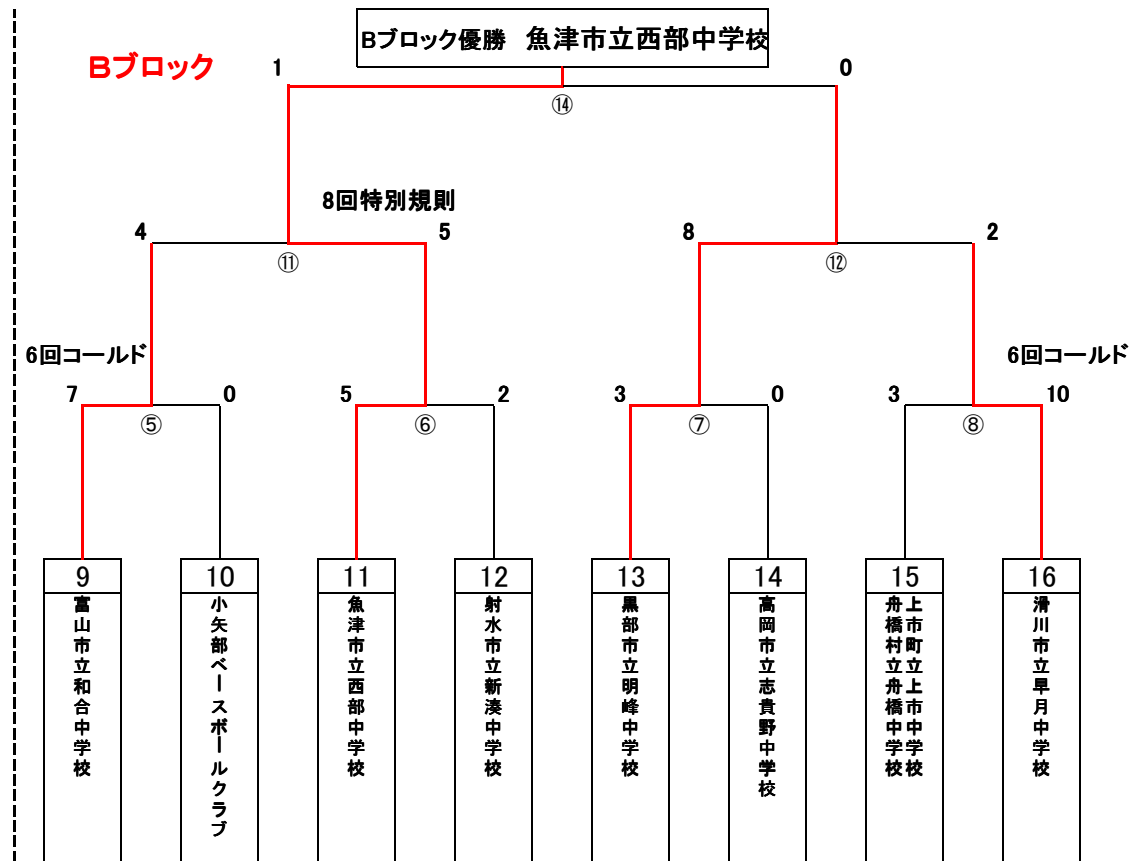 Bブロック優勝 魚津市立西部中学校
Bブロック
1
0
⑭
8回特別規則
4
5
8
2
⑪
⑫
6回コールド
6回コールド
7
0
5
2
3
0
3
10
⑤
⑥
⑦
⑧
9
10
11
12
13
14
15
16
富山市立和合中学校
小矢部ベースボールクラブ
魚津市立西部中学校
射水市立新湊中学校
黒部市立明峰中学校
高岡市立志貴野中学校
上市町立上市中学校
舟橋村立舟橋中学校
滑川市立早月中学校